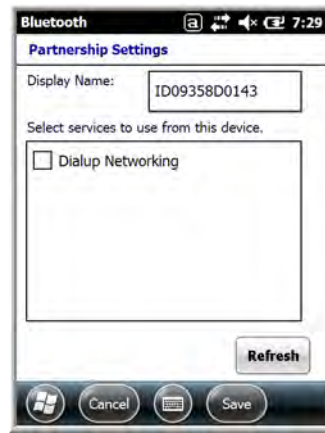 Bluetooth a 7:29
Partnership Settings
Display Name: ID09358D0143
Select services to use from this device.
Dialup Networking
Refresh
Cancel Save